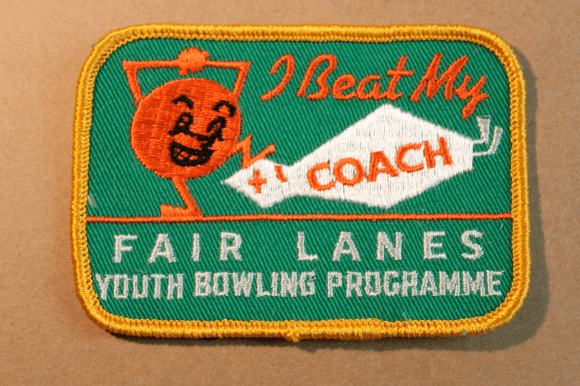 I Beat My
COACH
FAIR LANES
YOUTH BOWLING PROGRAMME